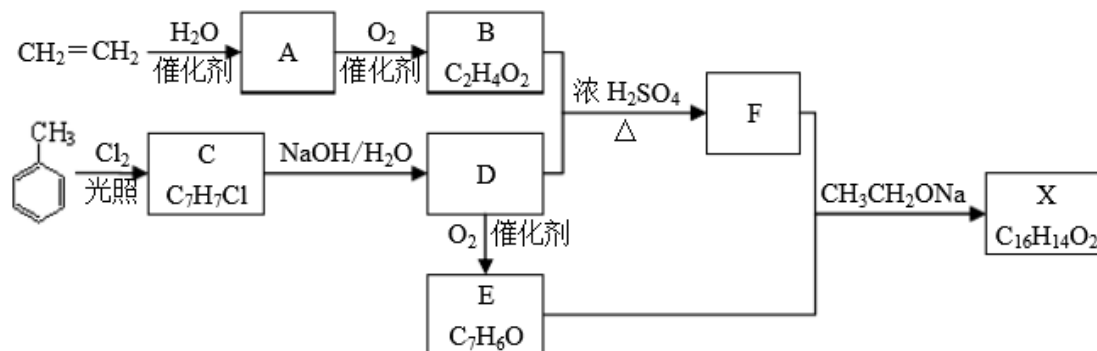 CH₂=CH₂
H₂O
催化剂
A
O₂
催化剂
B
C₂H₄O₂
浓 H₂SO₄
△
F
CH₃
Cl₂
光照
C
C₇H₇Cl
NaOH/H₂O
D
O₂ 催化剂
E
C₇H₆O
CH₃CH₂ONa
X
C₁₆H₁₄O₂